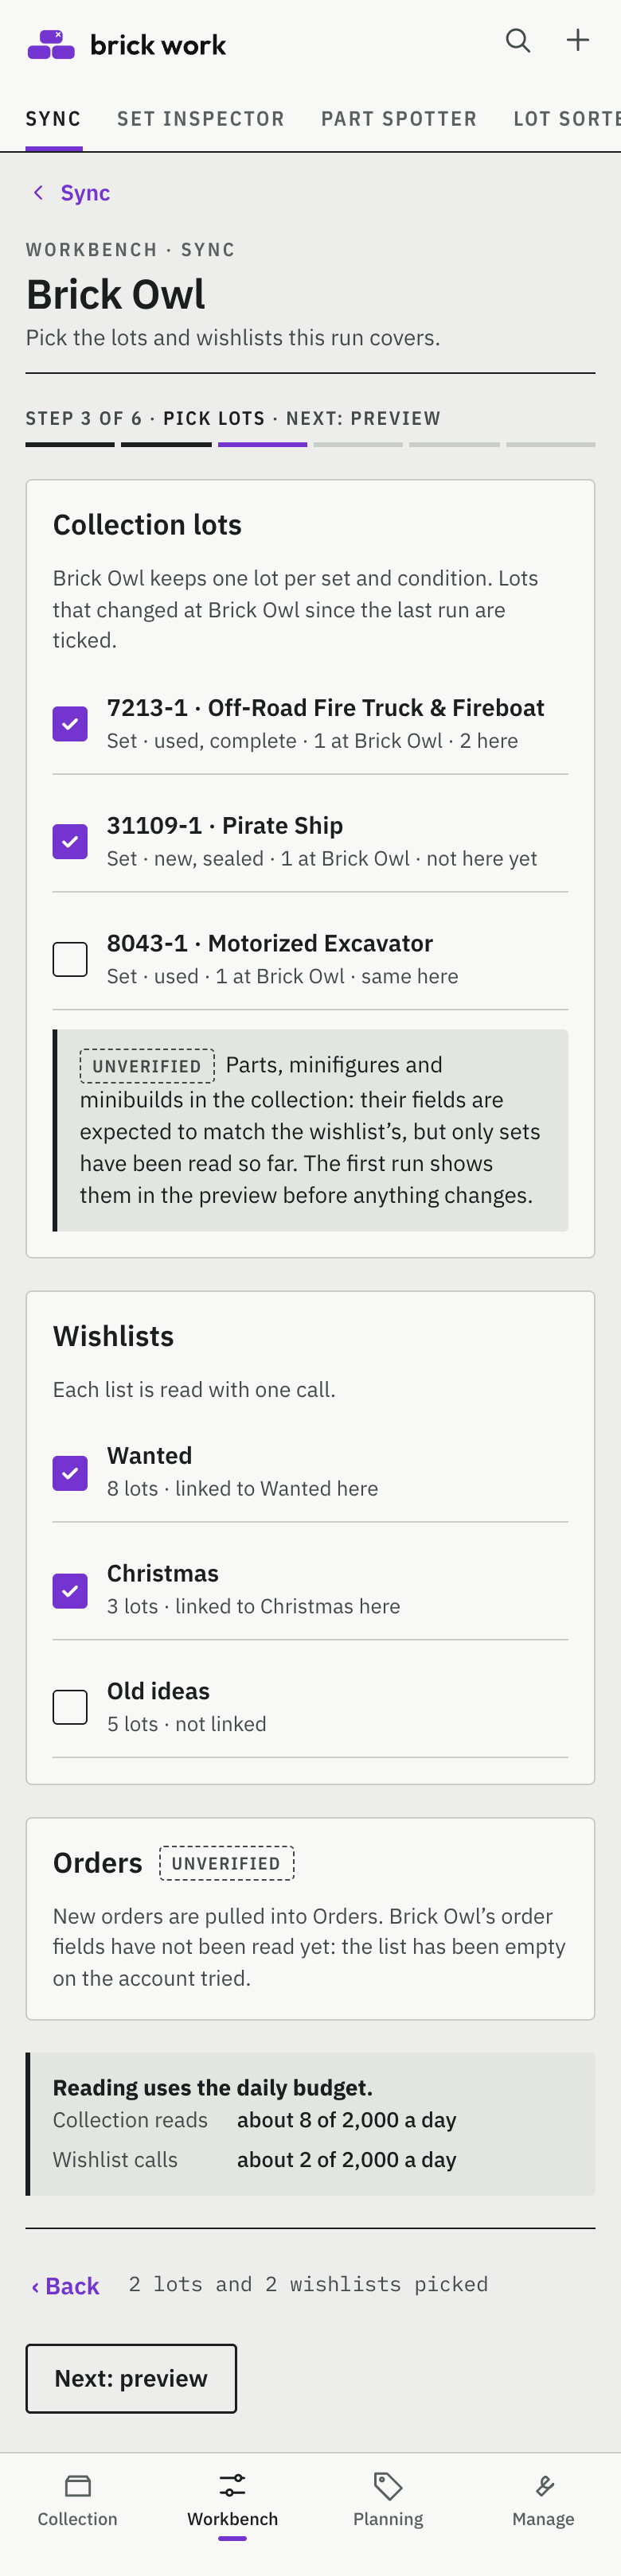 brick work
SYNC SET INSPECTOR PART SPOTTER LOT SORTE
Sync
WORKBENCH · SYNC
Brick Owl
Pick the lots and wishlists this run covers.
STEP 3 OF 6 · PICK LOTS · NEXT: PREVIEW
Collection lots
Brick Owl keeps one lot per set and condition. Lots
that changed at Brick Owl since the last run are
ticked.
7213-1 · Off-Road Fire Truck & Fireboat
Set · used, complete · 1 at Brick Owl · 2 here
31109-1 · Pirate Ship
Set · new, sealed · 1 at Brick Owl · not here yet
8043-1 · Motorized Excavator
Set · used · 1 at Brick Owl · same here
UNVERIFIED Parts, minifigures and
minibuilds in the collection: their fields are
expected to match the wishlist’s, but only sets
have been read so far. The first run shows
them in the preview before anything changes.
Wishlists
Each list is read with one call.
Wanted
8 lots · linked to Wanted here
Christmas
3 lots · linked to Christmas here
Old ideas
5 lots · not linked
Orders UNVERIFIED
New orders are pulled into Orders. Brick Owl’s order
fields have not been read yet: the list has been empty
on the account tried.
Reading uses the daily budget.
Collection reads about 8 of 2,000 a day
Wishlist calls about 2 of 2,000 a day
‹ Back 2 lots and 2 wishlists picked
Next: preview
Collection Workbench Planning Manage